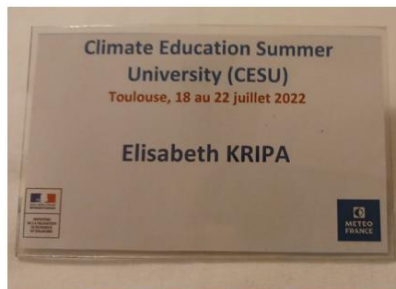 Climate Education Summer
University (CESU)
Toulouse, 18 au 22 juillet 2022
Elisabeth KRIPA
METEO
FRANCE